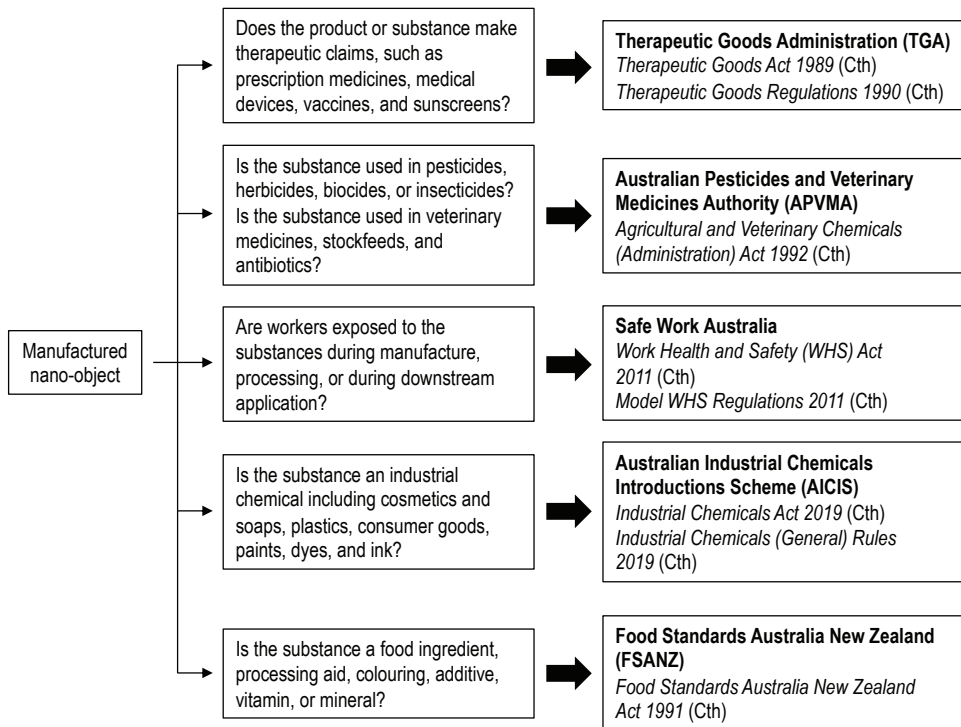 Does the product or substance make
therapeutic claims, such as
prescription medicines, medical
devices, vaccines, and sunscreens?
Therapeutic Goods Administration (TGA)
Therapeutic Goods Act 1989 (Cth)
Therapeutic Goods Regulations 1990 (Cth)
Is the substance used in pesticides,
herbicides, biocides, or insecticides?
Is the substance used in veterinary
medicines, stockfeeds, and
antibiotics?
Australian Pesticides and Veterinary
Medicines Authority (APVMA)
Agricultural and Veterinary Chemicals
(Administration) Act 1992 (Cth)
Manufactured
nano-object
Are workers exposed to the
substances during manufacture,
processing, or during downstream
application?
Safe Work Australia
Work Health and Safety (WHS) Act
2011 (Cth)
Model WHS Regulations 2011 (Cth)
Is the substance an industrial
chemical including cosmetics and
soaps, plastics, consumer goods,
paints, dyes, and ink?
Australian Industrial Chemicals
Introductions Scheme (AICIS)
Industrial Chemicals Act 2019 (Cth)
Industrial Chemicals (General) Rules
2019 (Cth)
Is the substance a food ingredient,
processing aid, colouring, additive,
vitamin, or mineral?
Food Standards Australia New Zealand
(FSANZ)
Food Standards Australia New Zealand
Act 1991 (Cth)